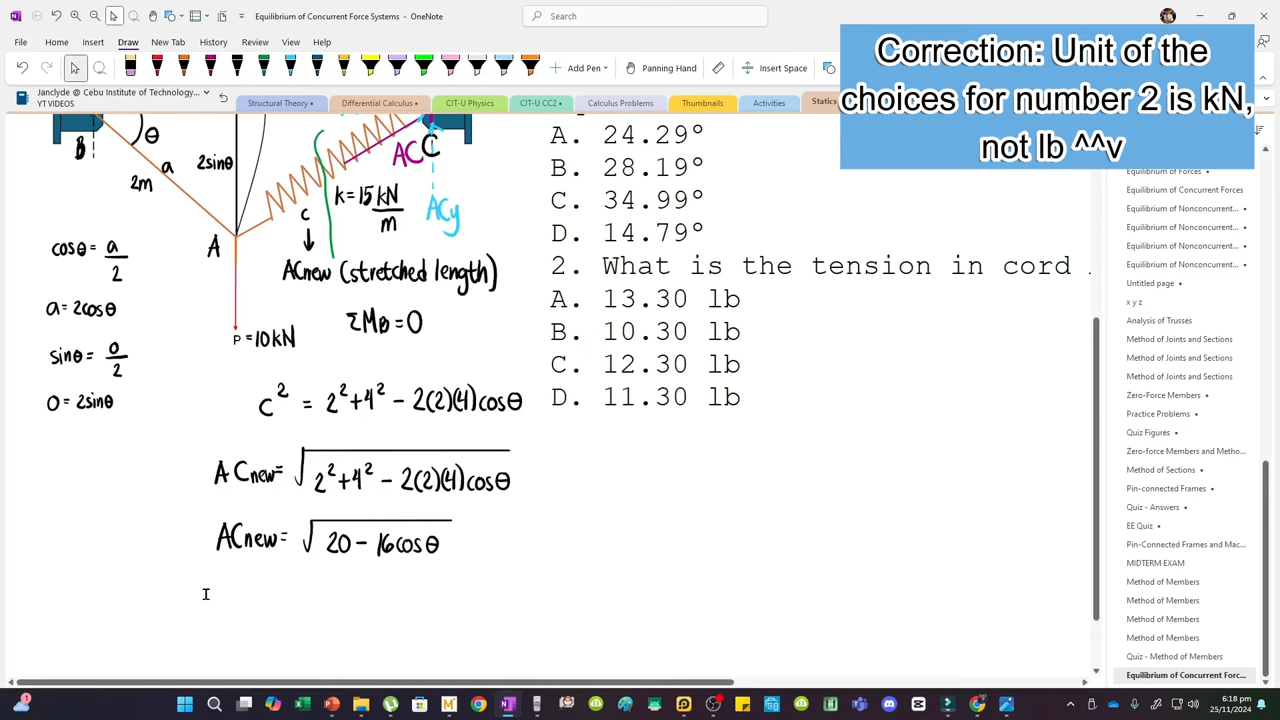 Equilibrium of Concurrent Force Systems - OneNote
Search
File Home Insert Draw New Tab History Review View Help
Add Pen
Panning Hand
Insert Space
Janclyde @ Cebu Institute of Technology...
YT VIDEOS
Structural Theory
Differential Calculus
CIT-U Physics
CIT-U CC2
Calculus Problems
Thumbnails
Activities
Statics
Correction: Unit of the
choices for number 2 is kN,
not lb ^^v
B
θ
a
2m
2sinθ
A
AC
C
ACy
k = 15 kN/m
c
↓
ACnew (stretched length)
P = 10kN
ΣMB = 0
cosθ = a/2
a = 2cosθ
sinθ = o/2
o = 2sinθ
c² = 2² + 4² - 2(2)(4)cosθ
ACnew = √2² + 4² - 2(2)(4)cosθ
ACnew = √20 - 16cosθ
A. 24.29°
B. 28.19°
C. 34.99°
D. 14.79°
2. What is the tension in cord
A. 13.30 lb
B. 10.30 lb
C. 12.30 lb
D. 11.30 lb
Equilibrium of Forces
Equilibrium of Concurrent Forces
Equilibrium of Nonconcurrent...
Equilibrium of Nonconcurrent...
Equilibrium of Nonconcurrent...
Equilibrium of Nonconcurrent...
Untitled page
x y z
Analysis of Trusses
Method of Joints and Sections
Method of Joints and Sections
Method of Joints and Sections
Zero-Force Members
Practice Problems
Quiz Figures
Zero-force Members and Metho...
Method of Sections
Pin-connected Frames
Quiz - Answers
EE Quiz
Pin-Connected Frames and Mac...
MIDTERM EXAM
Method of Members
Method of Members
Method of Members
Method of Members
Quiz - Method of Members
Equilibrium of Concurrent Forc...
6:18 pm
25/11/2024